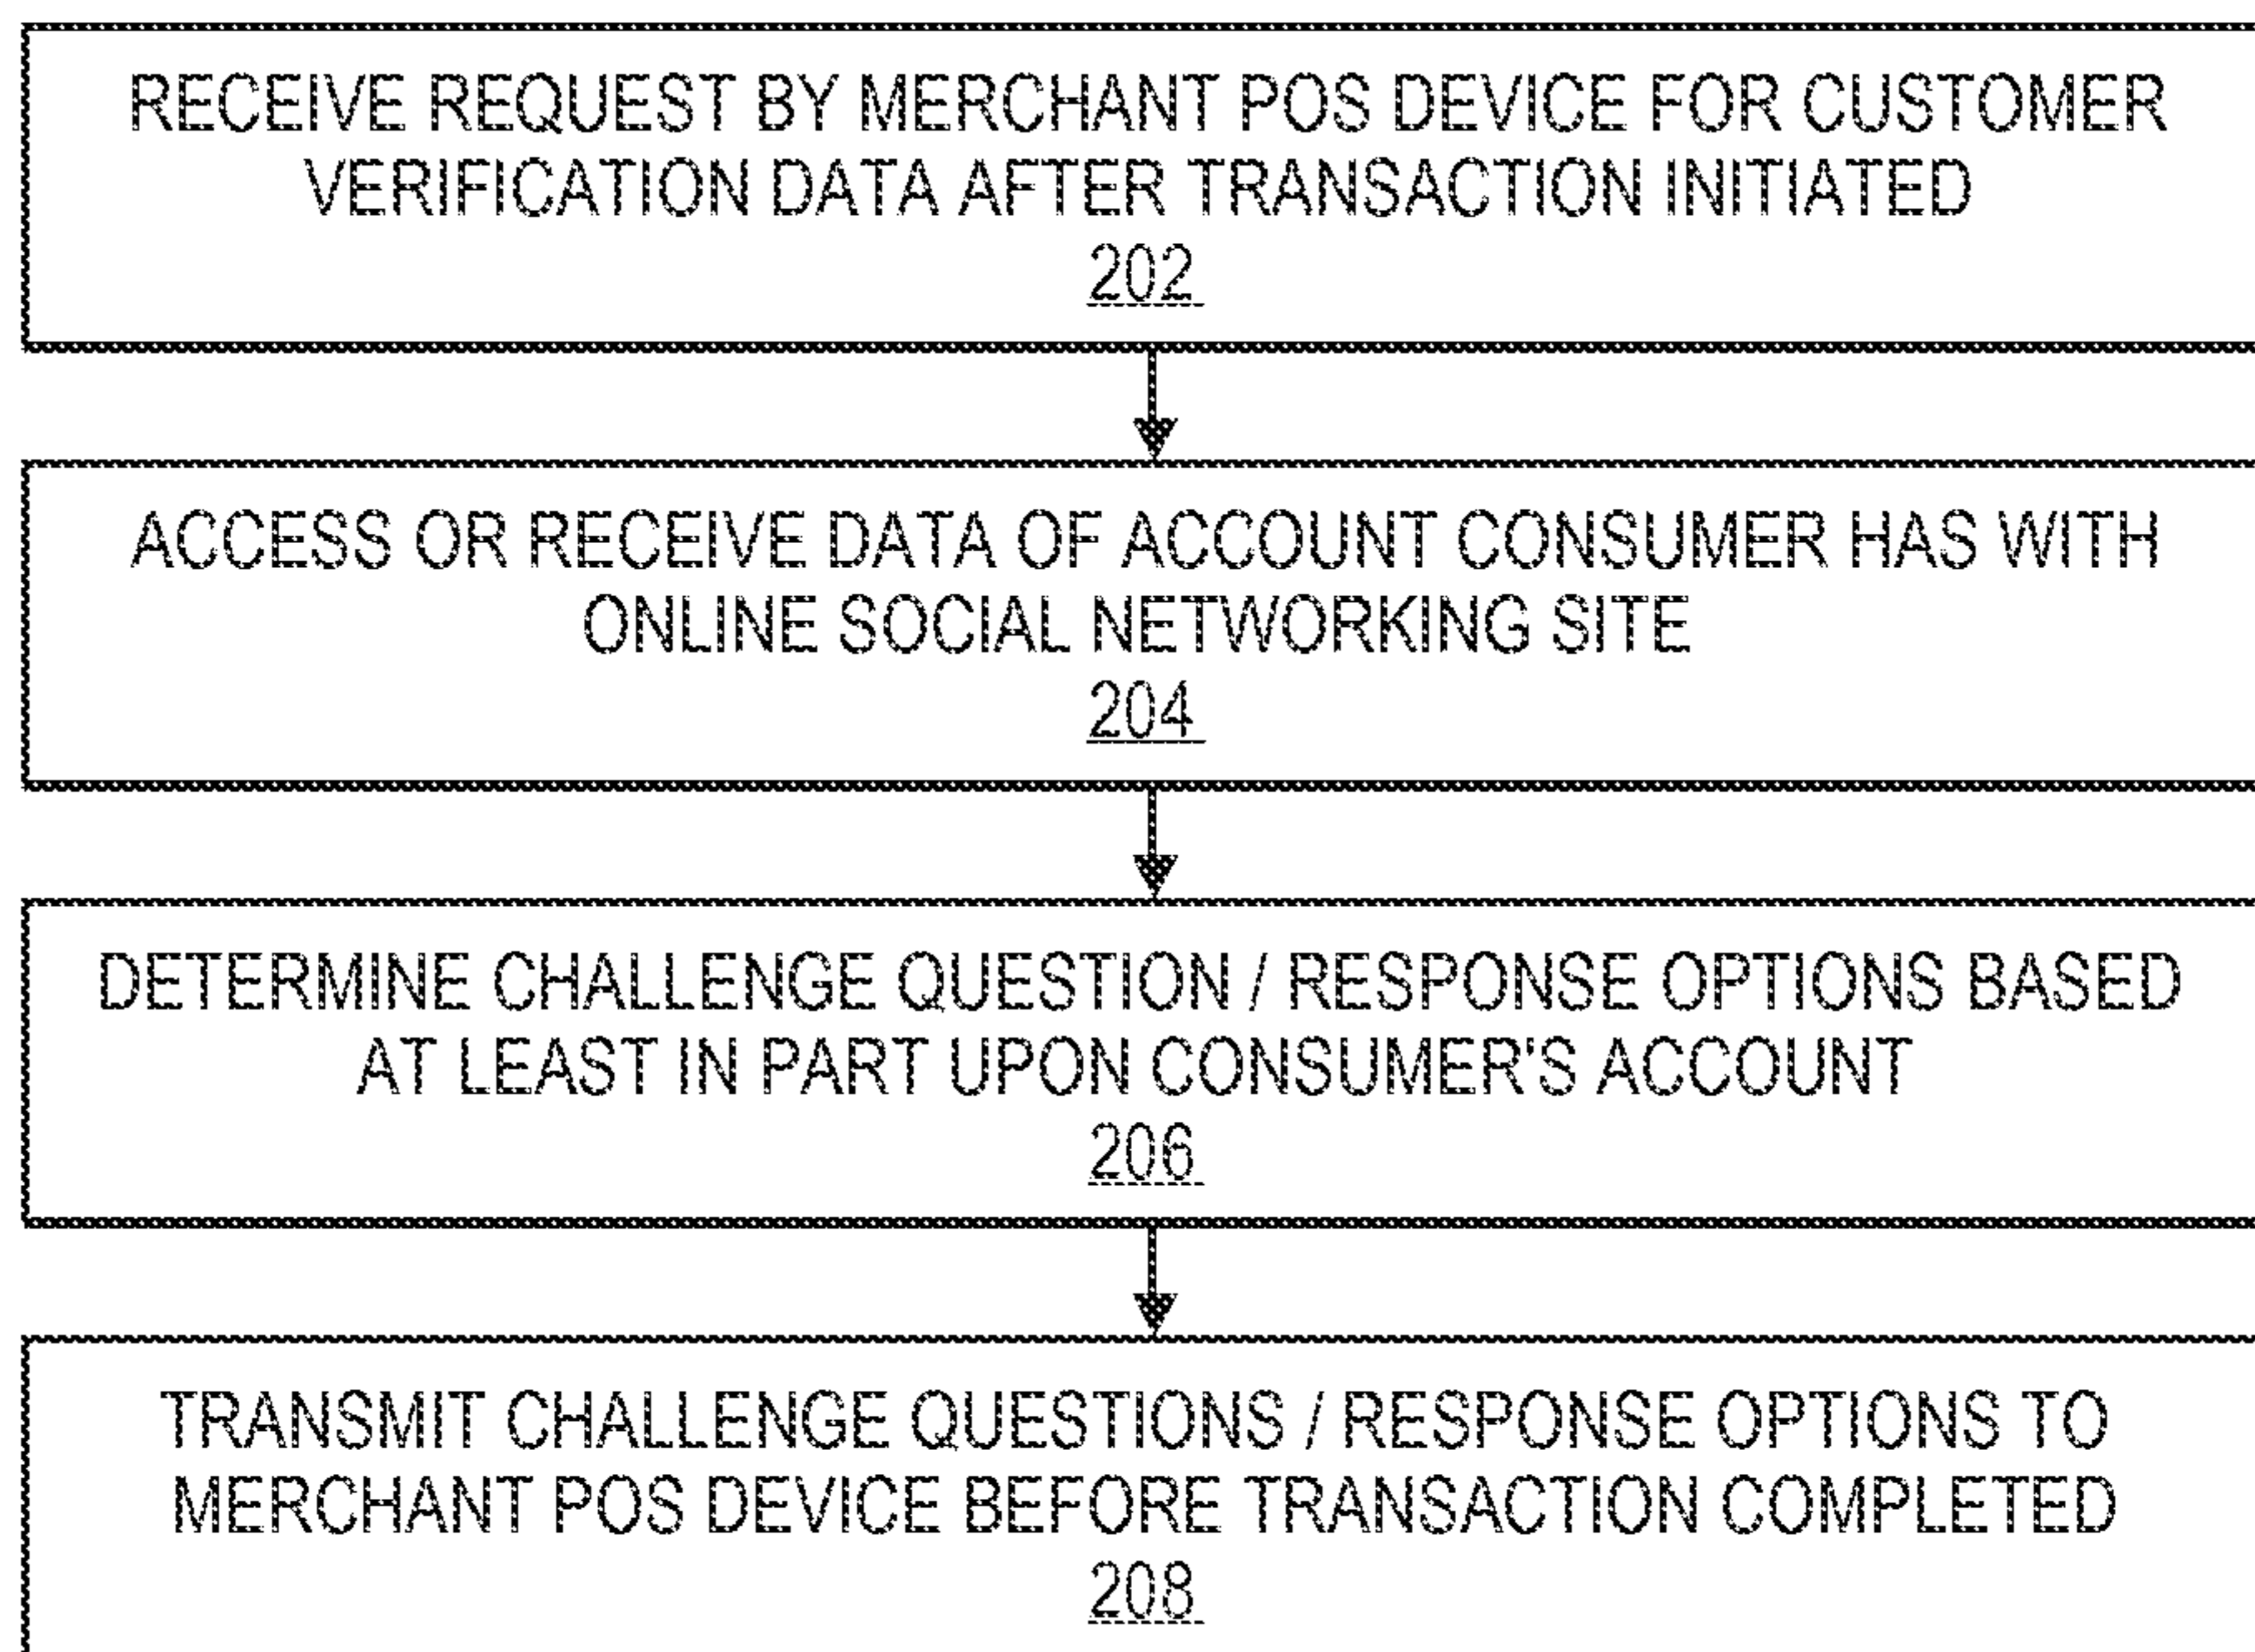 RECEIVE REQUEST BY MERCHANT POS DEVICE FOR CUSTOMER
VERIFICATION DATA AFTER TRANSACTION INITIATED
202
ACCESS OR RECEIVE DATA OF ACCOUNT CONSUMER HAS WITH
ONLINE SOCIAL NETWORKING SITE
204
DETERMINE CHALLENGE QUESTION / RESPONSE OPTIONS BASED
AT LEAST IN PART UPON CONSUMER'S ACCOUNT
206
TRANSMIT CHALLENGE QUESTIONS / RESPONSE OPTIONS TO
MERCHANT POS DEVICE BEFORE TRANSACTION COMPLETED
208